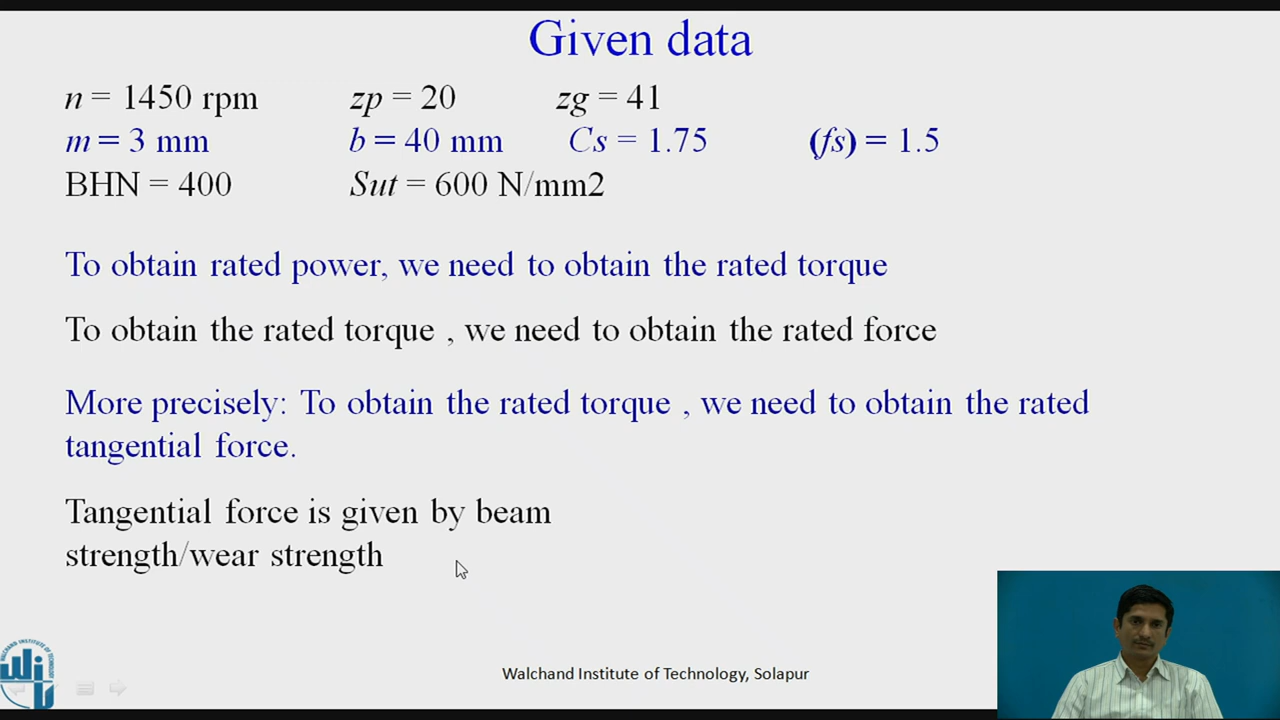 Given data
n = 1450 rpm zp = 20 zg = 41
m = 3 mm b = 40 mm Cs = 1.75 (fs) = 1.5
BHN = 400 Sut = 600 N/mm2
To obtain rated power, we need to obtain the rated torque
To obtain the rated torque , we need to obtain the rated force
More precisely: To obtain the rated torque , we need to obtain the rated
tangential force.
Tangential force is given by beam
strength/wear strength
Walchand Institute of Technology, Solapur